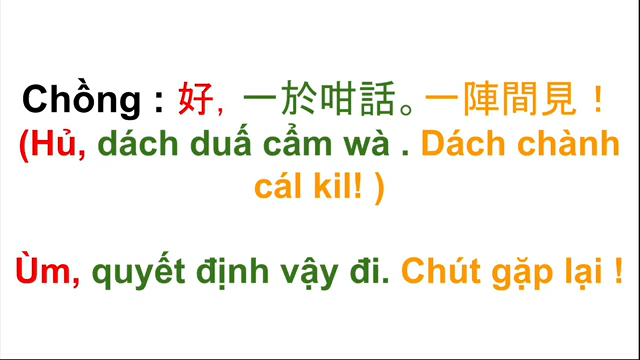 Chồng : 好, 一於咁話。一陣間見 !
(Hủ, dách duấ cẩm wà . Dách chành
cál kil! )
Ùm, quyết định vậy đi. Chút gặp lại !